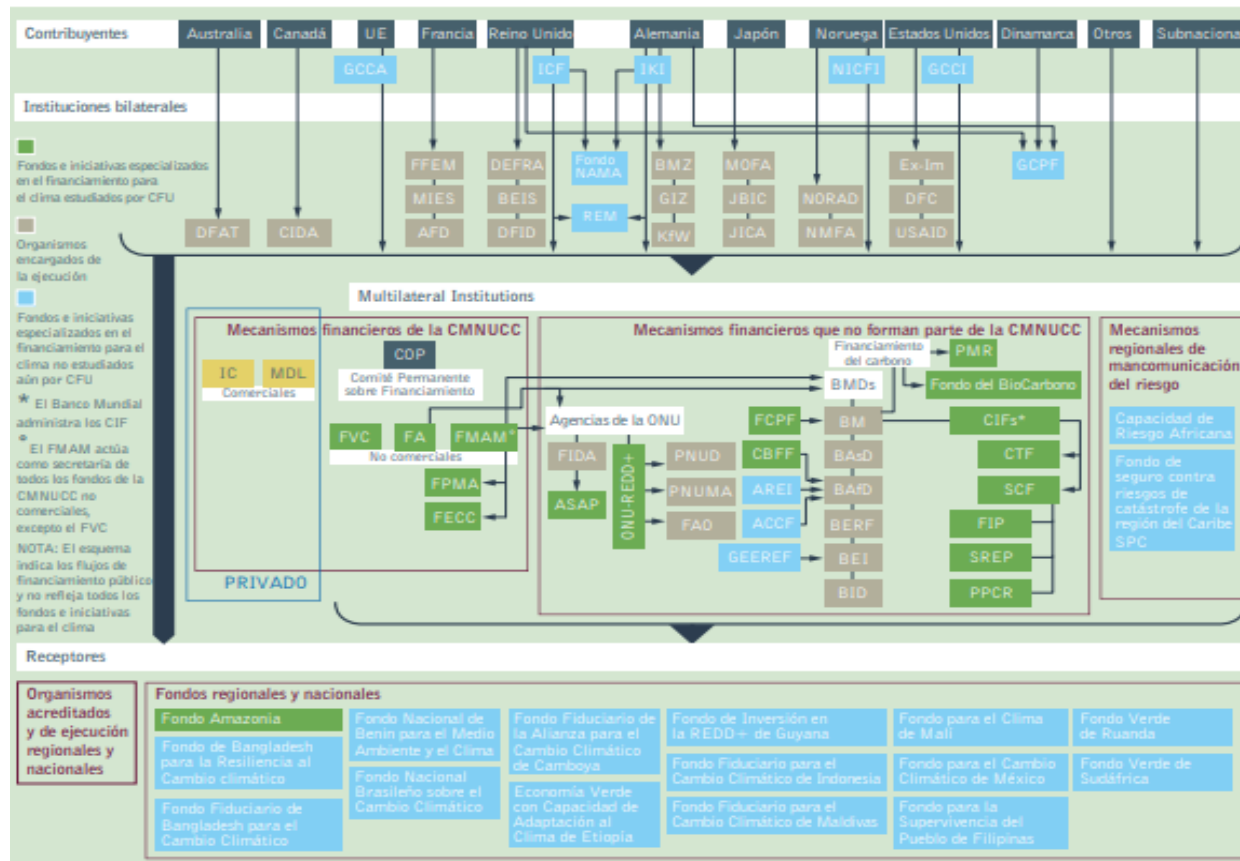 Contribuyentes
Australia
Canadá
UE
Francia
Reino Unido
Alemania
Japón
Noruega
Estados Unidos
Dinamarca
Otros
Subnaciona
GCCA
ICF
IKI
NICFI
GCCI
Instituciones bilaterales
Fondos e iniciativas especializados
en el financiamiento para
el clima estudiados por CFU
Organismos
encargados de
la ejecución
Fondos e iniciativas
especializados en el
financiamiento para el
clima no estudiados
aún por CFU
* El Banco Mundial
administra los CIF
° El FMAM actúa
como secretaría de
todos los fondos de la
CMNUCC no
comerciales,
excepto el FVC
NOTA: El esquema
indica los flujos de
financiamiento público
y no refleja todos los
fondos e iniciativas
para el clima
FFEM
DEFRA
Fondo
NAMA
BMZ
MOFA
Ex-Im
GCPF
MIES
BEIS
REM
GIZ
JBIC
NORAD
DFC
DFAT
CIDA
AFD
DFID
KfW
JICA
NMFA
USAID
Multilateral Institutions
Mecanismos financieros de la CMNUCC
COP
Comité Permanente
sobre Financiamiento
IC
MDL
Comerciales
FVC
FA
FMAM°
No comerciales
FPMA
FECC
PRIVADO
Mecanismos financieros que no forman parte de la CMNUCC
Financiamiento
del carbono
PMR
BMDs
Fondo del BioCarbono
Agencias de la ONU
FCPF
BM
CIFs*
FIDA
ONU-REDD+
PNUD
CBFF
BAsD
CTF
ASAP
PNUMA
AREI
BAfD
SCF
FAO
ACCF
BERF
FIP
GEEREF
BEI
SREP
BID
PPCR
Mecanismos
regionales de
mancomunicación
del riesgo
Capacidad de
Riesgo Africana
Fondo de
seguro contra
riesgos de
catástrofe de la
región del Caribe
SPC
Receptores
Organismos
acreditados
y de ejecución
regionales y
nacionales
Fondos regionales y nacionales
Fondo Amazonia
Fondo de Bangladesh
para la Resiliencia al
Cambio climático
Fondo Fiduciario de
Bangladesh para el
Cambio Climático
Fondo Nacional de
Benin para el Medio
Ambiente y el Clima
Fondo Nacional
Brasileño sobre el
Cambio Climático
Fondo Fiduciario de
la Alianza para el
Cambio Climático
de Camboya
Economía Verde
con Capacidad de
Adaptación al
Clima de Etiopía
Fondo de Inversión en
la REDD+ de Guyana
Fondo Fiduciario para el
Cambio Climático de Indonesia
Fondo Fiduciario para el
Cambio Climático de Maldivas
Fondo para el Clima
de Malí
Fondo para el Cambio
Climático de México
Fondo para la
Supervivencia del
Pueblo de Filipinas
Fondo Verde
de Ruanda
Fondo Verde de
Sudáfrica